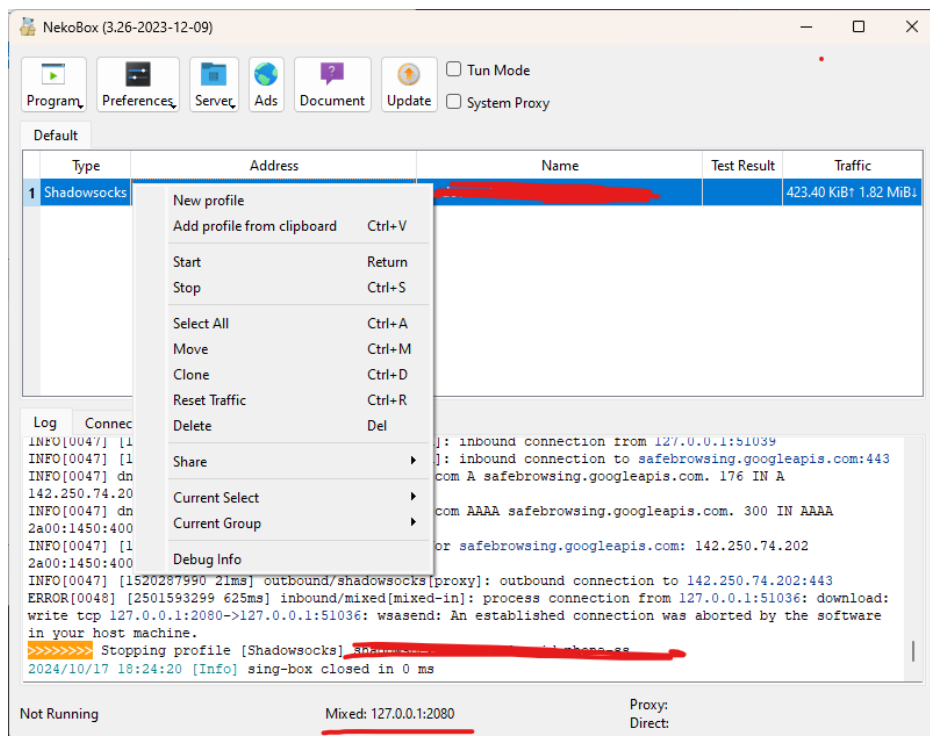 NekoBox (3.26-2023-12-09)
Program Preferences Server Ads Document Update
Tun Mode
System Proxy
Default
Type Address Name Test Result Traffic
1 Shadowsocks 423.40 KiB↑ 1.82 MiB↓
New profile
Add profile from clipboard Ctrl+V
Start Return
Stop Ctrl+S
Select All Ctrl+A
Move Ctrl+M
Clone Ctrl+D
Reset Traffic Ctrl+R
Delete Del
Share
Current Select
Current Group
Debug Info
Log Connec
INFO[0047] [1 ]: inbound connection from 127.0.0.1:51039
INFO[0047] [1 ]: inbound connection to safebrowsing.googleapis.com:443
INFO[0047] dn com A safebrowsing.googleapis.com. 176 IN A
142.250.74.20
INFO[0047] dn com AAAA safebrowsing.googleapis.com. 300 IN AAAA
2a00:1450:400
INFO[0047] [1 or safebrowsing.googleapis.com: 142.250.74.202
2a00:1450:400
INFO[0047] [1520287990 21ms] outbound/shadowsocks[proxy]: outbound connection to 142.250.74.202:443
ERROR[0048] [2501593299 625ms] inbound/mixed[mixed-in]: process connection from 127.0.0.1:51036: download:
write tcp 127.0.0.1:2080->127.0.0.1:51036: wsasend: An established connection was aborted by the software
in your host machine.
>>>>>>>> Stopping profile [Shadowsocks]
2024/10/17 18:24:20 [Info] sing-box closed in 0 ms
Not Running Mixed: 127.0.0.1:2080 Proxy:
Direct: